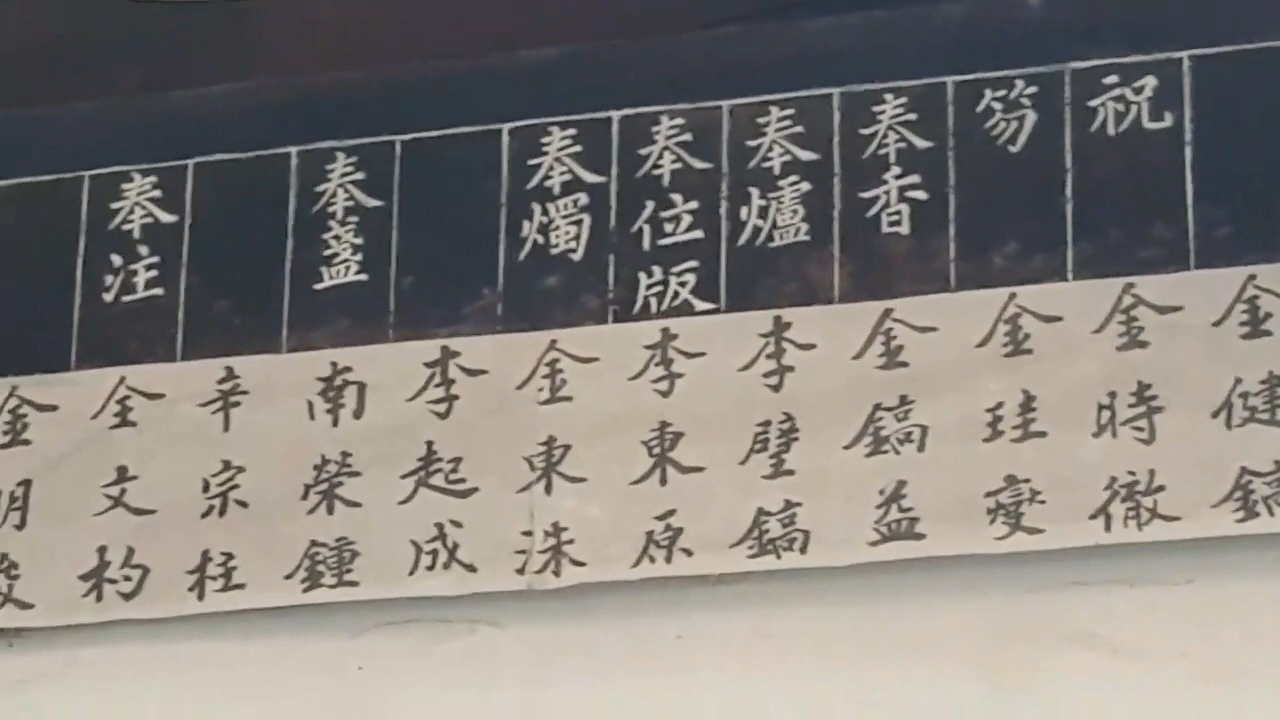 祝
笏
奉香
奉爐
奉位版
奉燭
奉盞
奉注
金健鎬
金時徹
金珪燮
金鎬益
李璧鎬
李東原
金東洙
李起成
南榮鍾
辛宗柱
全文杓
金明